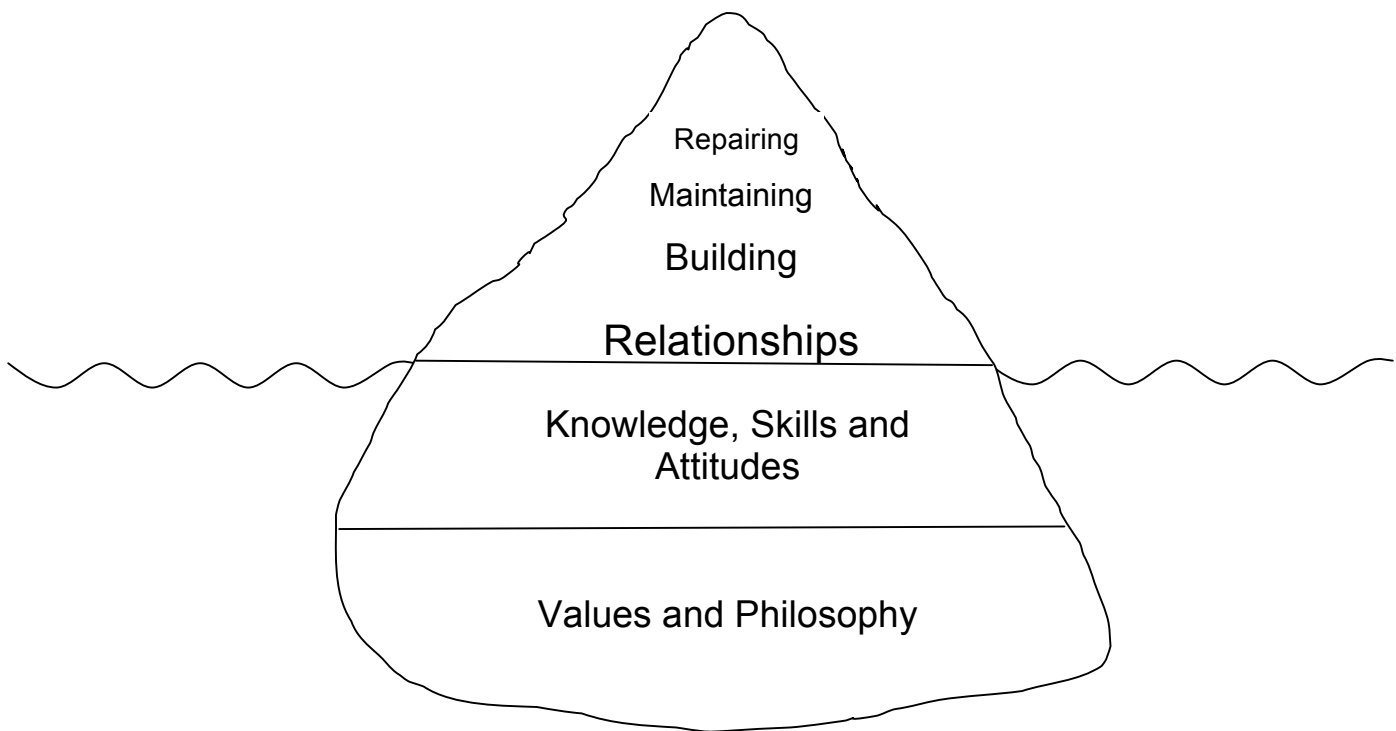 Repairing
Maintaining
Building
Relationships
Knowledge, Skills and
Attitudes
Values and Philosophy